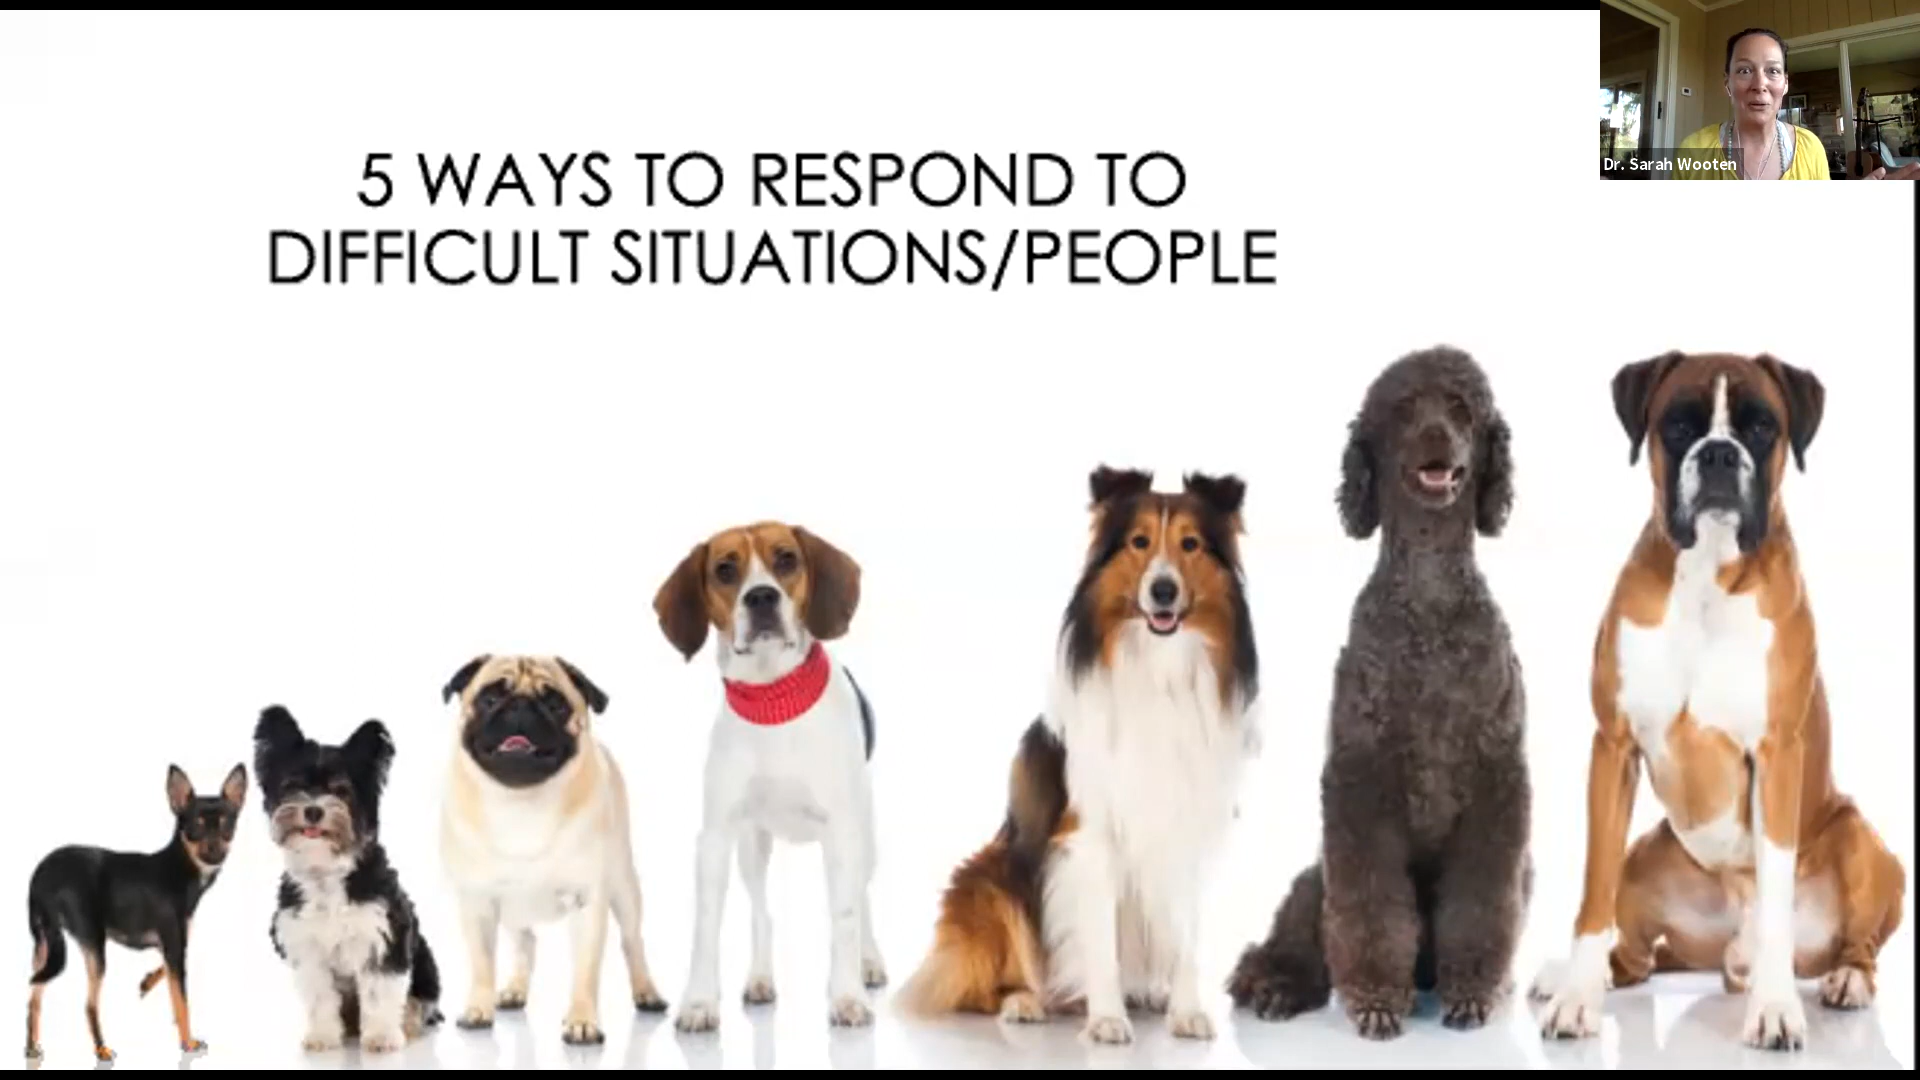 5 WAYS TO RESPOND TO
DIFFICULT SITUATIONS/PEOPLE
Dr. Sarah Wooten